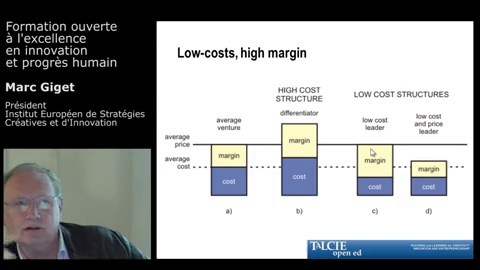 Formation ouverte
à l'excellence
en innovation
et progrès humain
Marc Giget
Président
Institut Européen de Stratégies
Créatives et d'Innovation
Low-costs, high margin
HIGH COST
STRUCTURE
LOW COST STRUCTURES
average
venture
differentiator
low cost
leader
low cost
and price
leader
average
price
average
cost
margin
margin
margin
margin
cost
cost
cost
cost
a)
b)
c)
d)
TALCIE
open ed